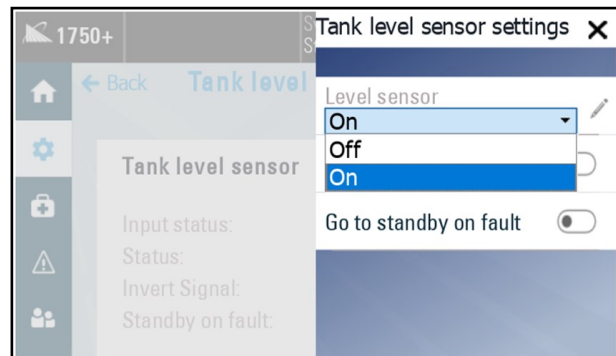 1750+
S
S
Back
Tank level
Tank level sensor
Input status:
Status:
Invert Signal:
Standby on fault:
Tank level sensor settings
Level sensor
On
Off
On
Go to standby on fault